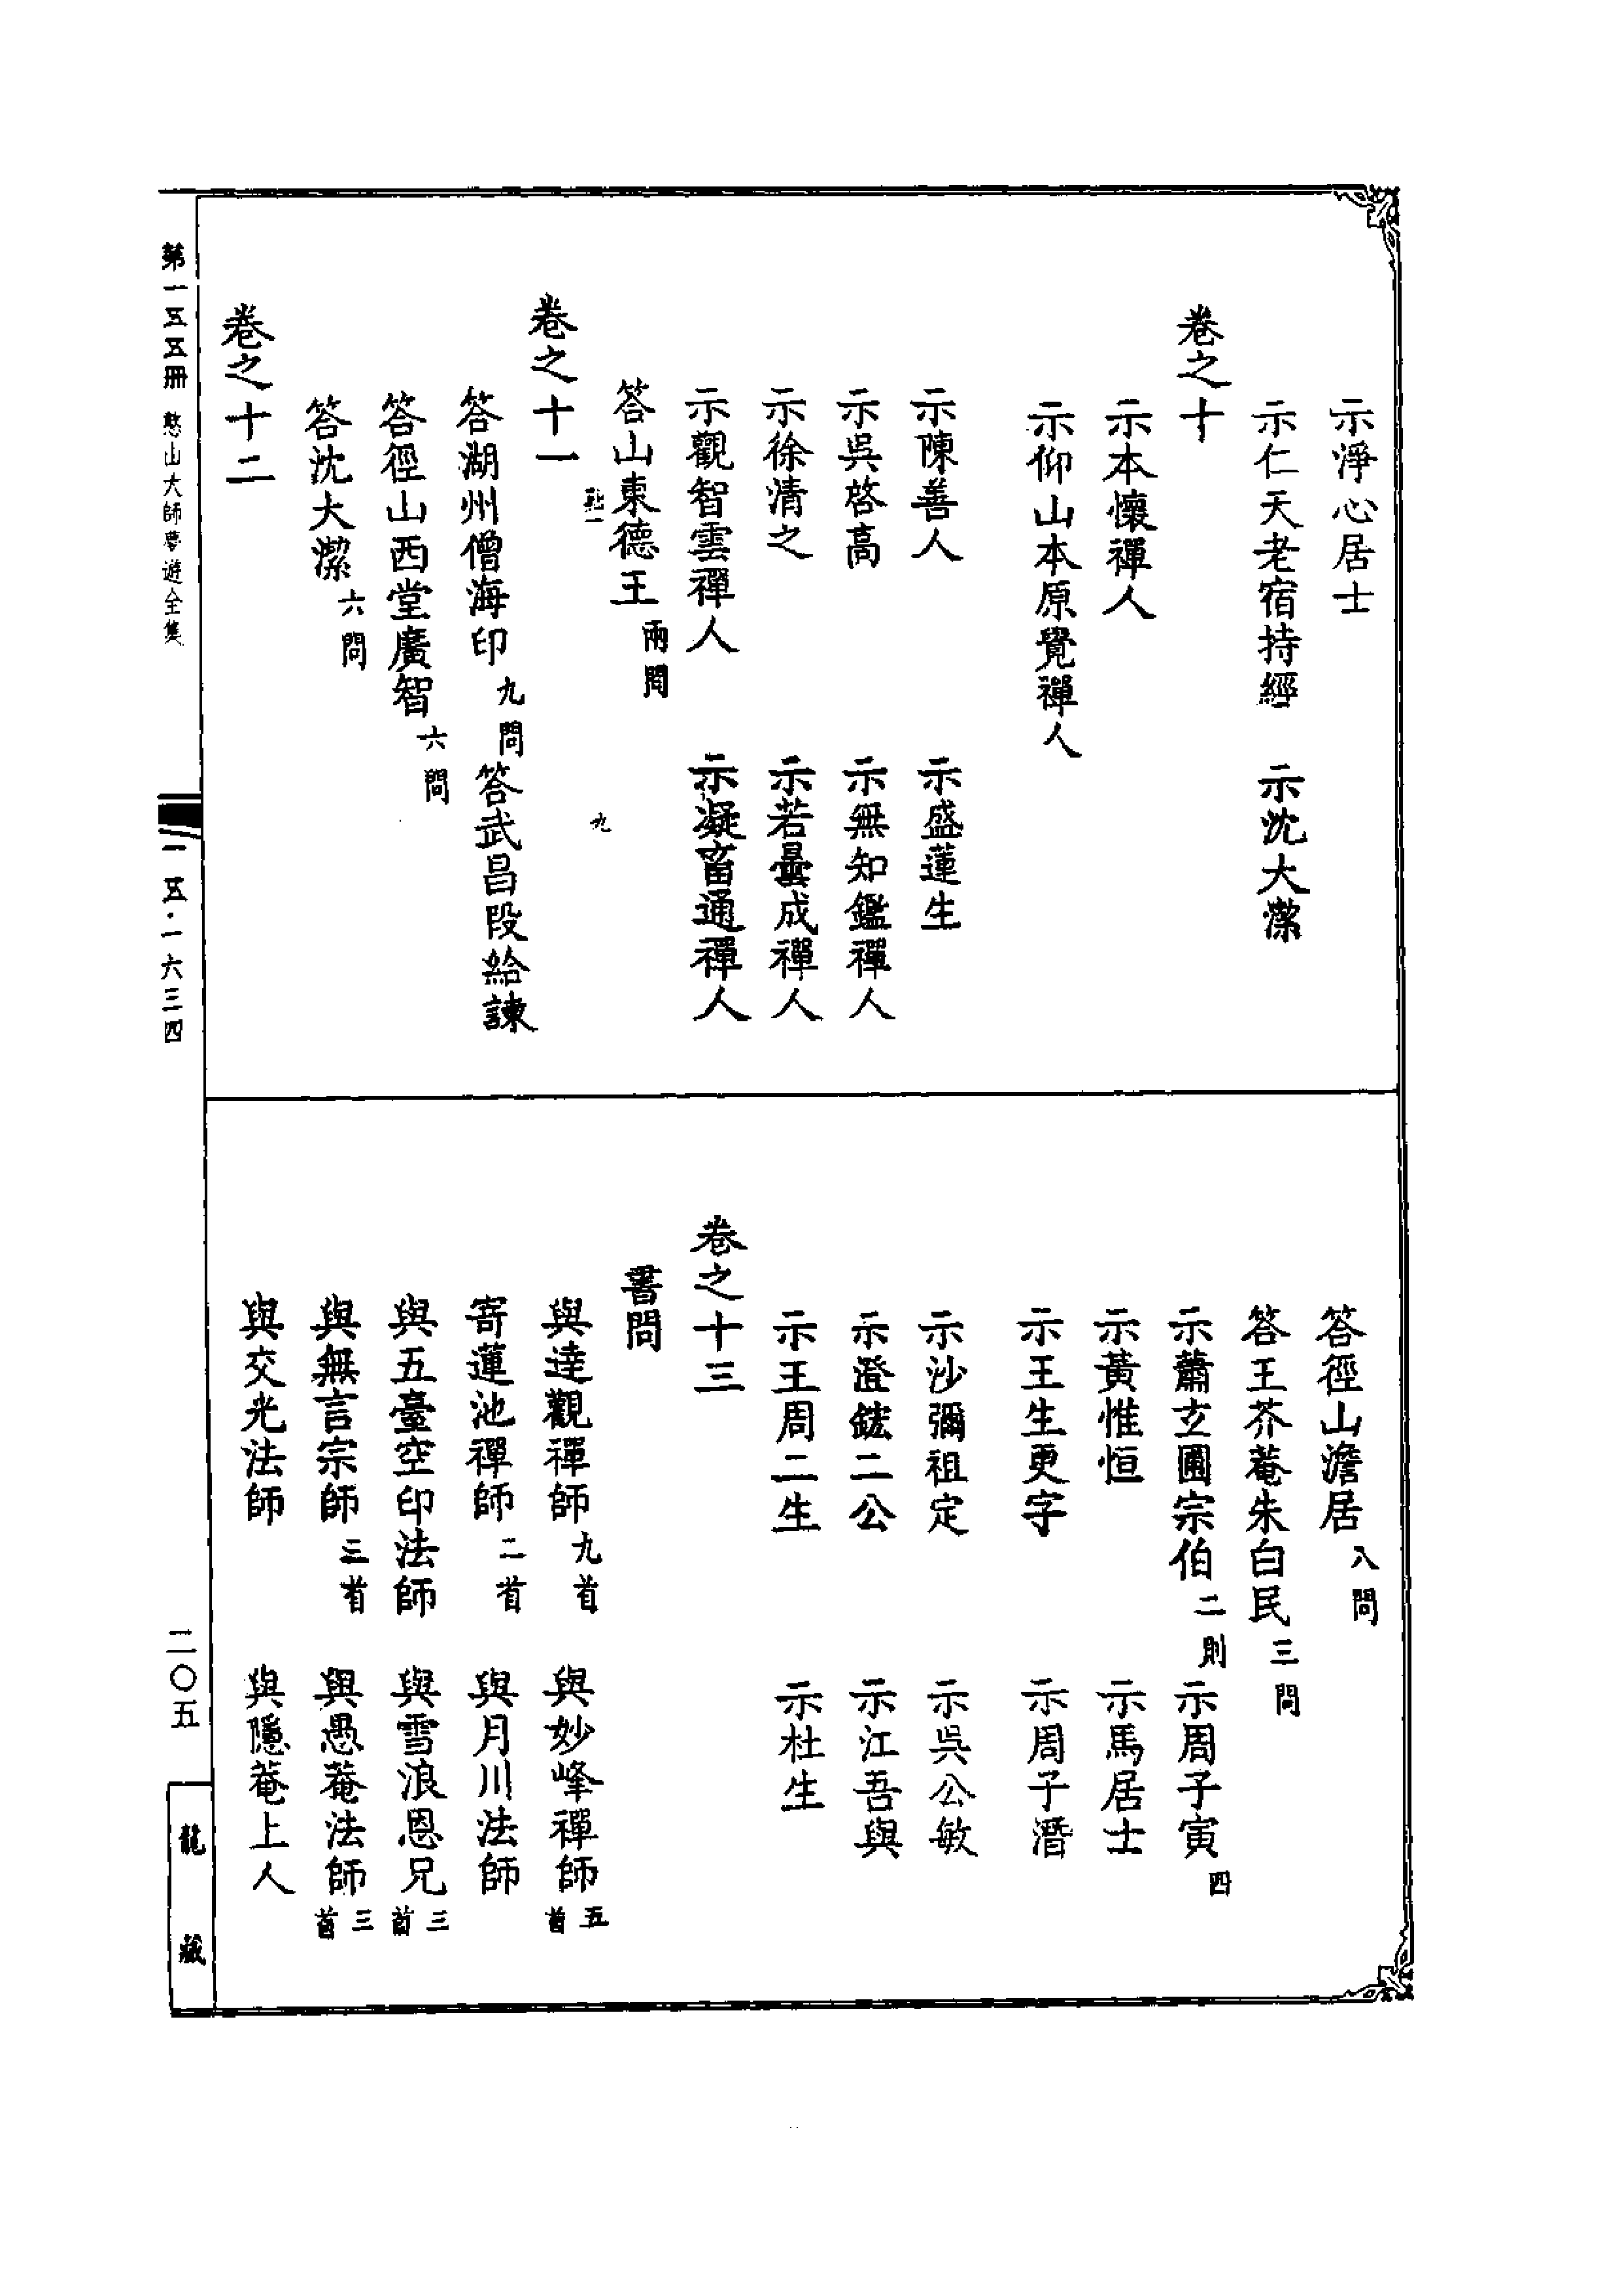 示淨心居士
示仁天老宿持經　示沈大潔
卷之十
示本懷禪人
示仰山本原覺禪人
示陳善人　示盛蓮生
示吳啓高　示無知鑑禪人
示徐清之　示若曇成禪人
示觀智雲禪人　示凝畜通禪人
答山東德王兩問
九
卷之十一
答湖州僧海印九問　答武昌段給諫
答徑山西堂廣智六問
答沈大潔六問
卷之十二
答徑山澹居八問
答王芥菴朱白民三問
示蕭玄圃宗伯二則　示周子寅四
示黃惟恒　示馬居士
示王生更字　示周子潛
示沙彌祖定　示吳公敏
示澄鋐二公　示江吾與
示王周二生　示杜生
卷之十三
書問
與達觀禪師九首　與妙峰禪師五首
寄蓮池禪師二首　與月川法師
與五臺空印法師　與雪浪恩兄三首
與無言宗師三首　與愚菴法師三首
與交光法師　與隱菴上人
第一五五冊　憨山大師夢遊全集
一五·一六三四
二〇五
龍藏